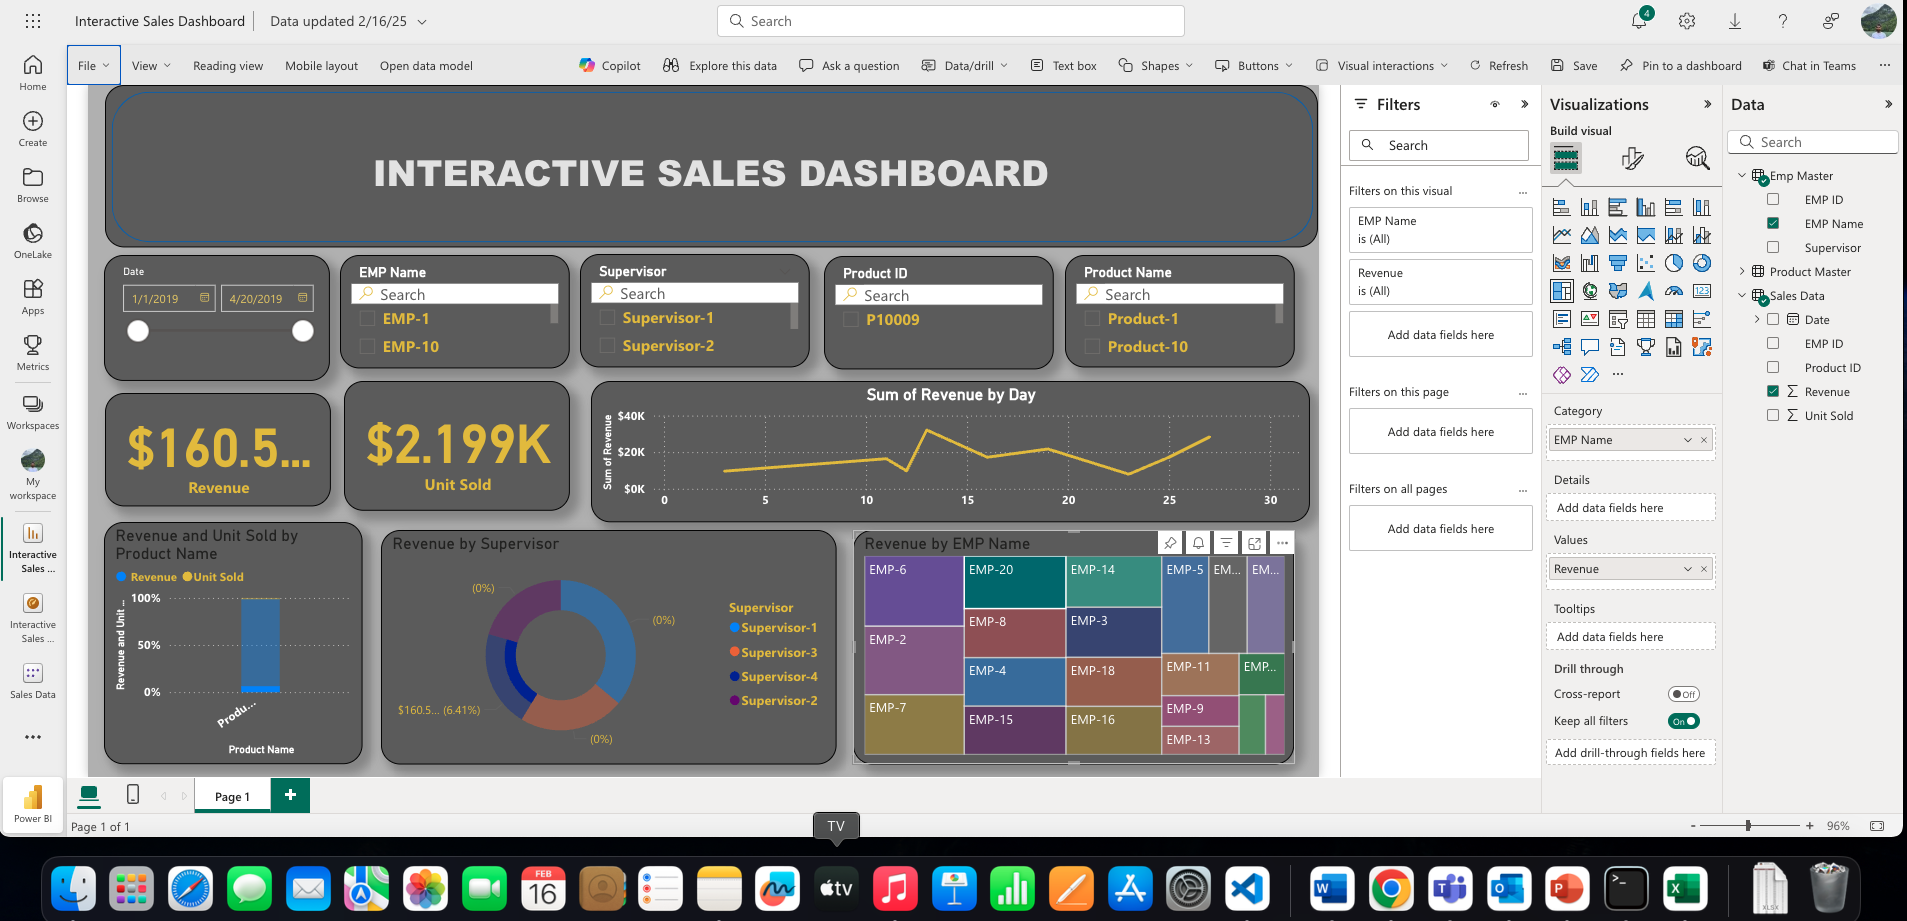 Interactive Sales Dashboard
Data updated 2/16/25
Search
4
File
View
Reading view
Mobile layout
Open data model
Copilot
Explore this data
Ask a question
Data/drill
Text box
Shapes
Buttons
Visual interactions
Refresh
Save
Pin to a dashboard
Chat in Teams
Home
Create
Browse
OneLake
Apps
Metrics
Workspaces
My
workspace
Interactive
Sales ...
Interactive
Sales ...
Sales Data
Power BI
INTERACTIVE SALES DASHBOARD
Date
1/1/2019
4/20/2019
EMP Name
Search
EMP-1
EMP-10
Supervisor
Search
Supervisor-1
Supervisor-2
Product ID
Search
P10009
Product Name
Search
Product-1
Product-10
$160.5...
Revenue
$2.199K
Unit Sold
Sum of Revenue by Day
Sum of Revenue
$40K
$20K
$0K
0 5 10 15 20 25 30
Revenue and Unit Sold by
Product Name
Revenue Unit Sold
Revenue and Unit ...
100%
50%
0%
Produ...
Product Name
Revenue by Supervisor
(0%)
(0%)
$160.5... (6.41%)
(0%)
Supervisor
Supervisor-1
Supervisor-3
Supervisor-4
Supervisor-2
Revenue by EMP Name
EMP-6
EMP-2
EMP-7
EMP-20
EMP-8
EMP-4
EMP-15
EMP-14
EMP-3
EMP-18
EMP-16
EMP-5
EM...
EM...
EMP-11
EMP...
EMP-9
EMP-13
Filters
Search
Filters on this visual
EMP Name
is (All)
Revenue
is (All)
Add data fields here
Filters on this page
Add data fields here
Filters on all pages
Add data fields here
Visualizations
Build visual
123
Category
EMP Name
Details
Add data fields here
Values
Revenue
Tooltips
Add data fields here
Drill through
Cross-report
Off
Keep all filters
On
Add drill-through fields here
Data
Search
Emp Master
EMP ID
EMP Name
Supervisor
Product Master
Sales Data
Date
EMP ID
Product ID
Revenue
Unit Sold
Page 1
Page 1 of 1
96%
TV
FEB
16
tv
XLSX